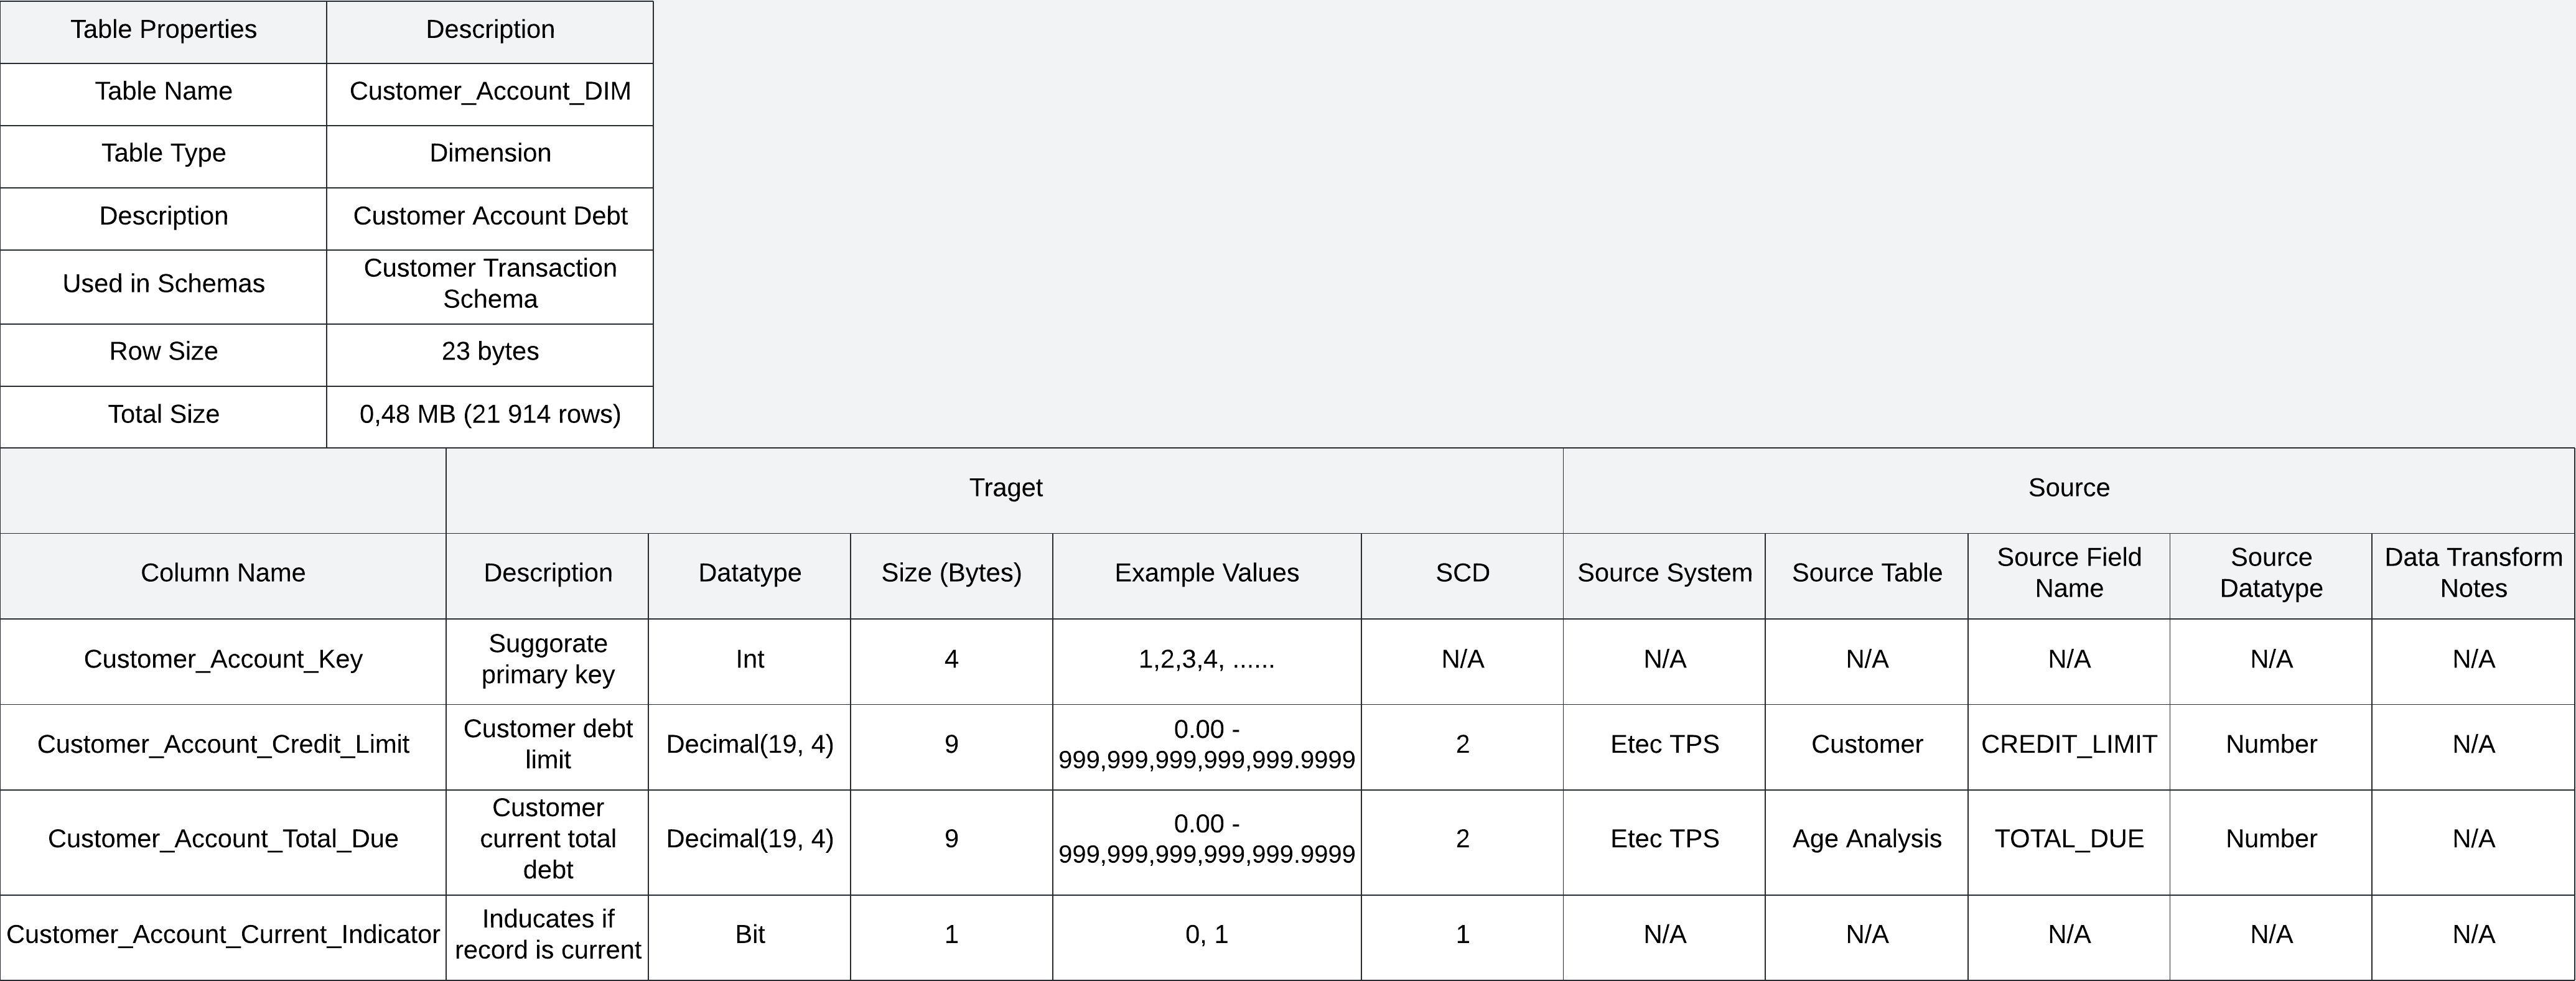 Table Properties Description
Table Name Customer_Account_DIM
Table Type Dimension
Description Customer Account Debt
Used in Schemas Customer Transaction
Schema
Row Size 23 bytes
Total Size 0,48 MB (21 914 rows)
Traget Source
Column Name Description Datatype Size (Bytes) Example Values SCD Source System Source Table Source Field
Name Source
Datatype Data Transform
Notes
Customer_Account_Key Suggorate
primary key Int 4 1,2,3,4, ...... N/A N/A N/A N/A N/A N/A
Customer_Account_Credit_Limit Customer debt
limit Decimal(19, 4) 9 0.00 -
999,999,999,999,999.9999 2 Etec TPS Customer CREDIT_LIMIT Number N/A
Customer_Account_Total_Due Customer
current total
debt Decimal(19, 4) 9 0.00 -
999,999,999,999,999.9999 2 Etec TPS Age Analysis TOTAL_DUE Number N/A
Customer_Account_Current_Indicator Inducates if
record is current Bit 1 0, 1 1 N/A N/A N/A N/A N/A